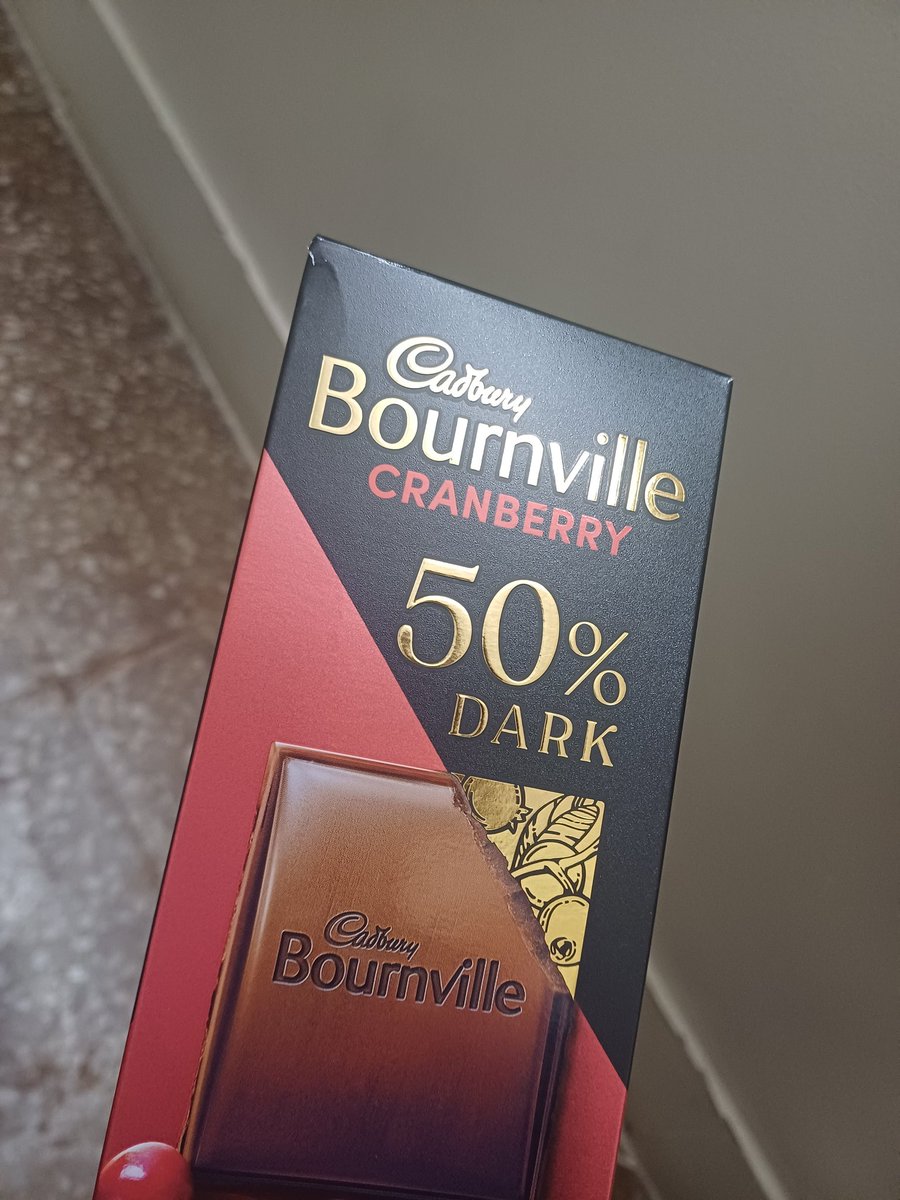 Cadbury
Bournville
CRANBERRY
50%
DARK
Cadbury
Bournville